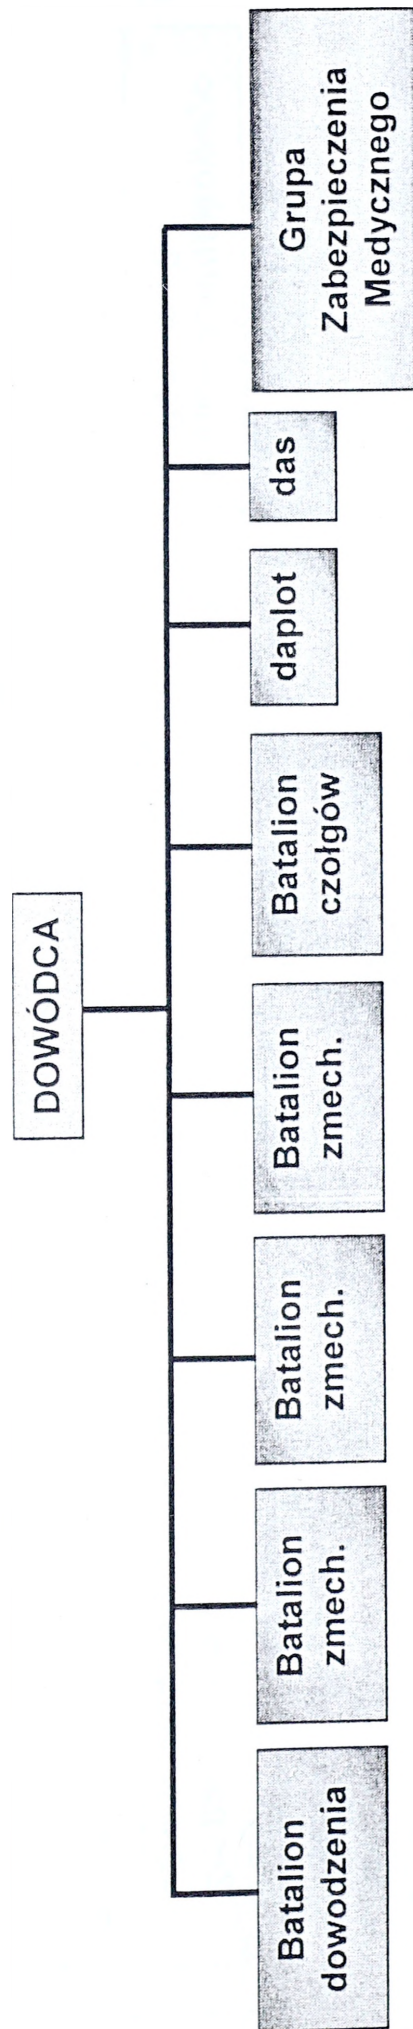 DOWÓDCA
Batalion
dowodzenia
Batalion
zmech.
Batalion
zmech.
Batalion
zmech.
Batalion
czołgów
daplot
das
Grupa
Zabezpieczenia
Medycznego